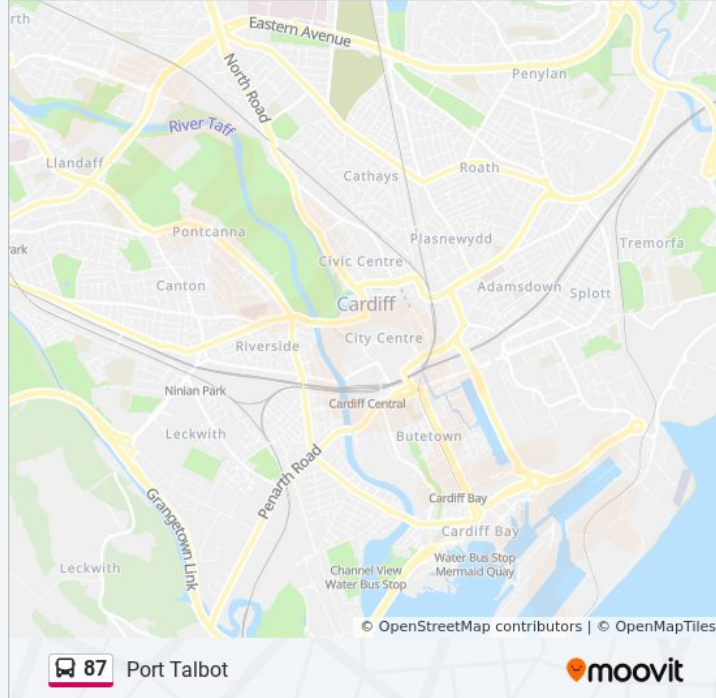 rth
Eastern Avenue
North Road
Penylan
River Taff
Llandaff
Cathays
Roath
Pontcanna
Plasnewydd
ark
Civic Centre
Tremorfa
Canton
Adamsdown
Splott
Cardiff
City Centre
Riverside
Ninian Park
Cardiff Central
Leckwith
Butetown
Penarth Road
Grangetown Link
Cardiff Bay
Cardiff Bay
Leckwith
Channel View
Water Bus Stop
Water Bus Stop
Mermaid Quay
© OpenStreetMap contributors | © OpenMapTiles
87 Port Talbot
moovit